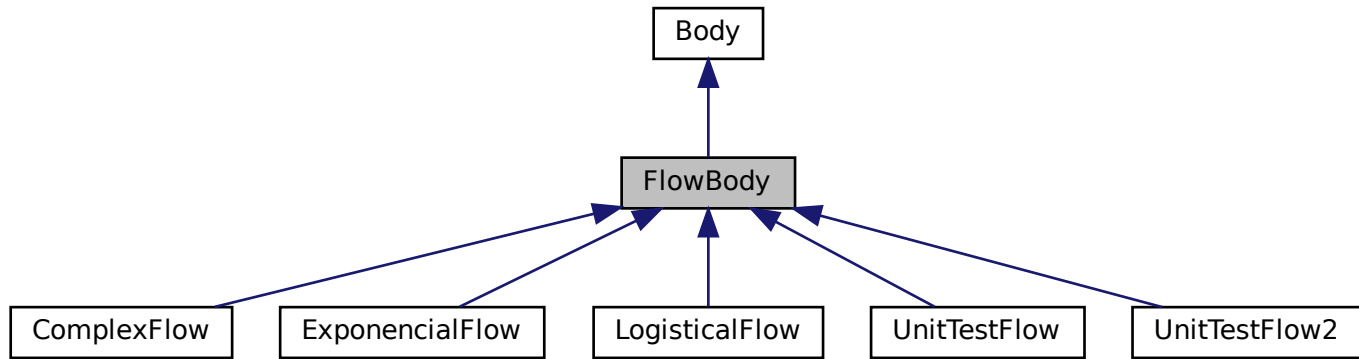 Body
FlowBody
ComplexFlow
ExponencialFlow
LogisticalFlow
UnitTestFlow
UnitTestFlow2